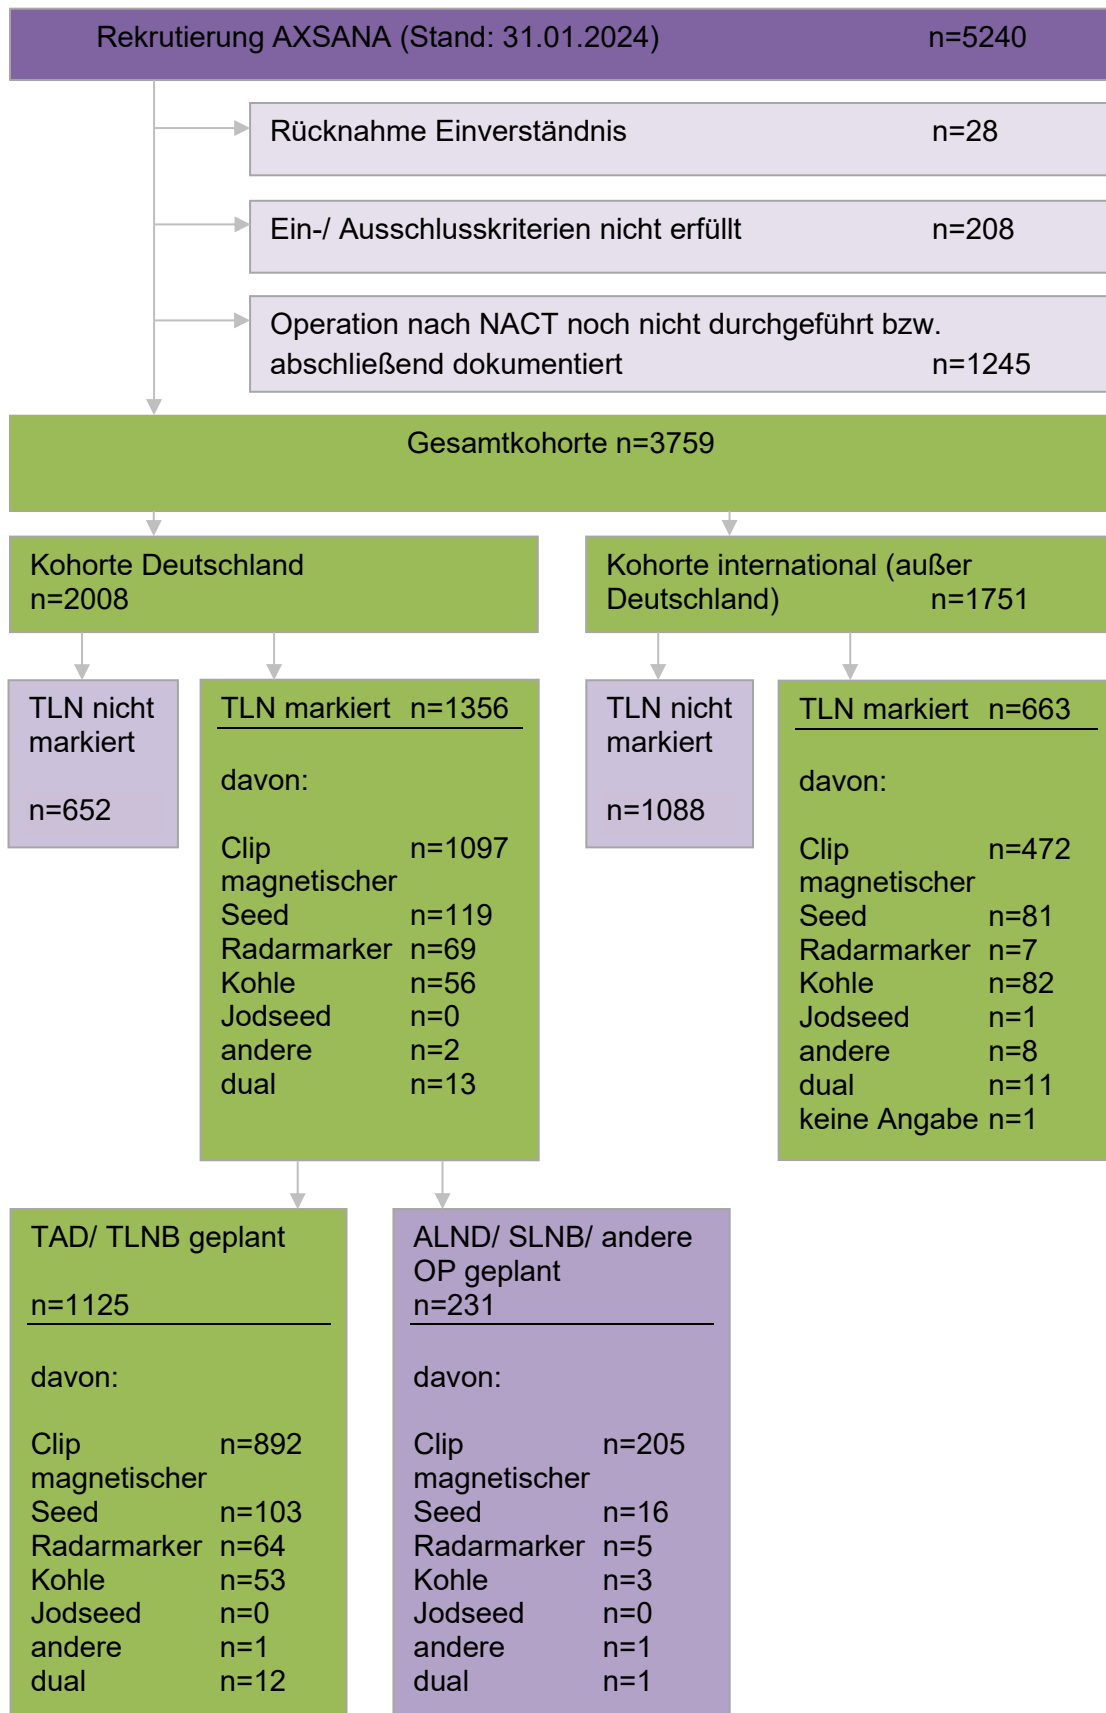 Rekrutierung AXSANA (Stand: 31.01.2024) n=5240
Rücknahme Einverständnis n=28
Ein-/ Ausschlusskriterien nicht erfüllt n=208
Operation nach NACT noch nicht durchgeführt bzw.
abschließend dokumentiert n=1245
Gesamtkohorte n=3759
Kohorte Deutschland
n=2008
Kohorte international (außer
Deutschland) n=1751
TLN nicht
markiert
n=652
TLN markiert n=1356
davon:
Clip n=1097
magnetischer
Seed n=119
Radarmarker n=69
Kohle n=56
Jodseed n=0
andere n=2
dual n=13
TLN nicht
markiert
n=1088
TLN markiert n=663
davon:
Clip n=472
magnetischer
Seed n=81
Radarmarker n=7
Kohle n=82
Jodseed n=1
andere n=8
dual n=11
keine Angabe n=1
TAD/ TLNB geplant
n=1125
davon:
Clip n=892
magnetischer
Seed n=103
Radarmarker n=64
Kohle n=53
Jodseed n=0
andere n=1
dual n=12
ALND/ SLNB/ andere
OP geplant
n=231
davon:
Clip n=205
magnetischer
Seed n=16
Radarmarker n=5
Kohle n=3
Jodseed n=0
andere n=1
dual n=1